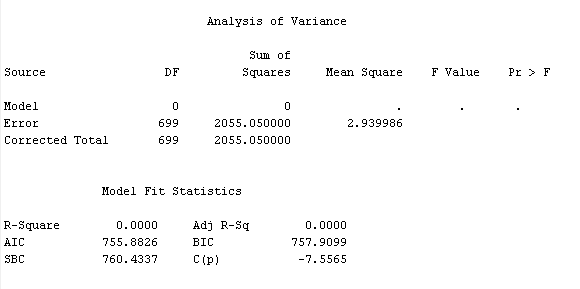 Analysis of Variance
Sum of
Source DF Squares Mean Square F Value Pr > F
Model 0 0 . . .
Error 699 2055.050000 2.939986
Corrected Total 699 2055.050000
Model Fit Statistics
R-Square 0.0000 Adj R-Sq 0.0000
AIC 755.8826 BIC 757.9099
SBC 760.4337 C(p) -7.5565